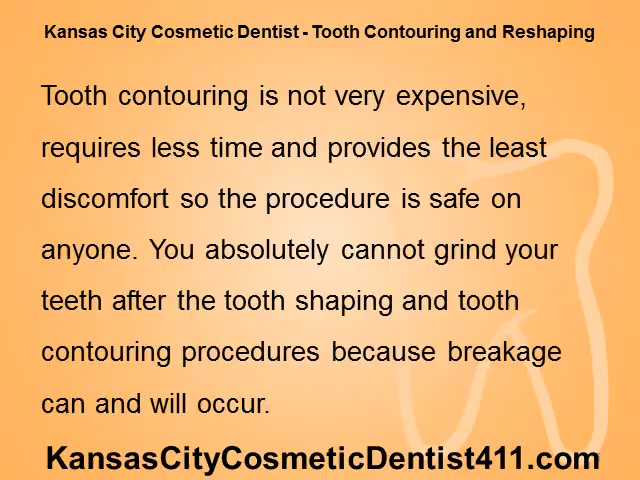 Kansas City Cosmetic Dentist - Tooth Contouring and Reshaping
Tooth contouring is not very expensive,
requires less time and provides the least
discomfort so the procedure is safe on
anyone. You absolutely cannot grind your
teeth after the tooth shaping and tooth
contouring procedures because breakage
can and will occur.
KansasCityCosmeticDentist411.com